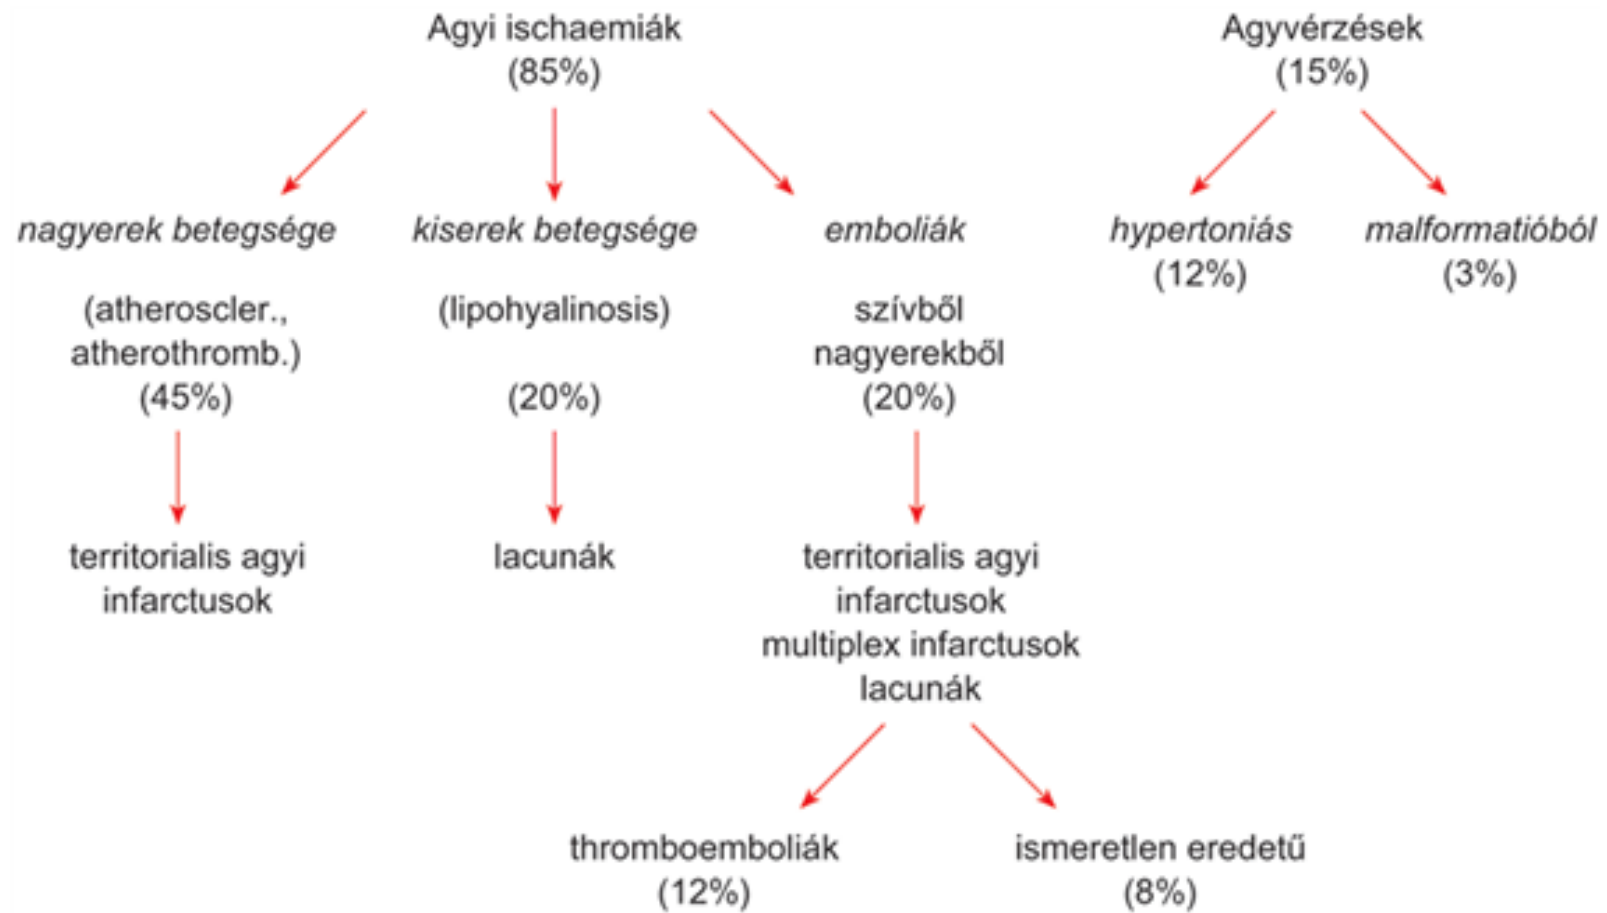 Agyi ischaemiák
(85%)
Agyvérzések
(15%)
nagyerek betegsége
kiserek betegsége
emboliák
hypertoniás
(12%)
malformatióból
(3%)
(atheroscler.,
atherothromb.)
(45%)
(lipohyalinosis)
(20%)
szívből
nagyerekből
(20%)
territorialis agyi
infarctusok
lacunák
territorialis agyi
infarctusok
multiplex infarctusok
lacunák
thromboemboliák
(12%)
ismeretlen eredetű
(8%)